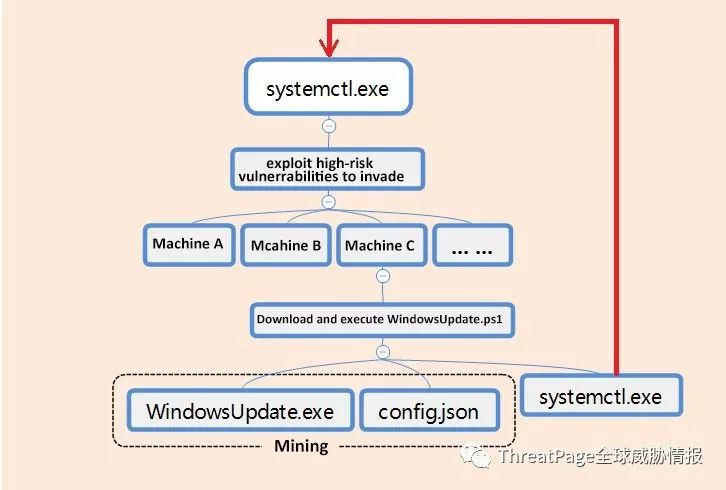 systemctl.exe
exploit high-risk
vulnerrabilities to invade
Machine A
Mcahine B
Machine C
... ...
Download and execute WindowsUpdate.ps1
WindowsUpdate.exe
config.json
systemctl.exe
Mining
ThreatPage全球威胁情报